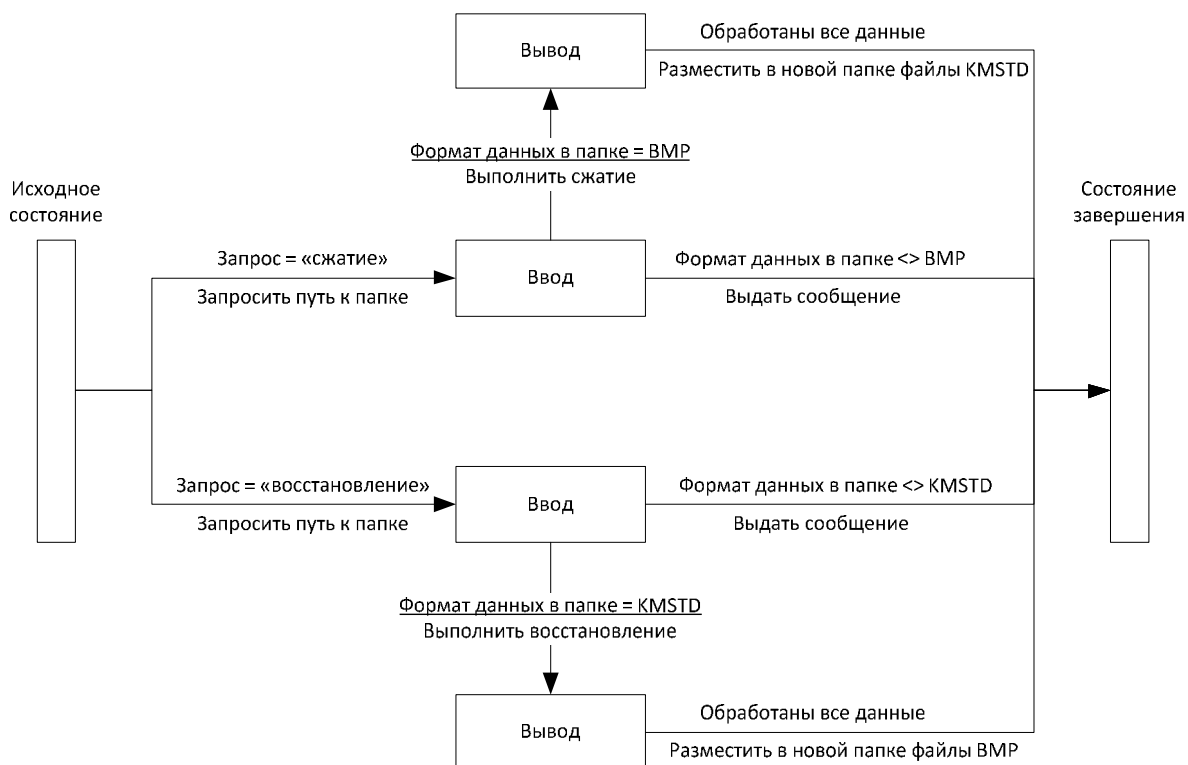 Вывод
Обработаны все данные
Разместить в новой папке файлы KMSTD
Формат данных в папке = BMP
Выполнить сжатие
Исходное
состояние
Состояние
завершения
Запрос = «сжатие»
Запросить путь к папке
Ввод
Формат данных в папке <> BMP
Выдать сообщение
Запрос = «восстановление»
Запросить путь к папке
Ввод
Формат данных в папке <> KMSTD
Выдать сообщение
Формат данных в папке = KMSTD
Выполнить восстановление
Вывод
Обработаны все данные
Разместить в новой папке файлы BMP